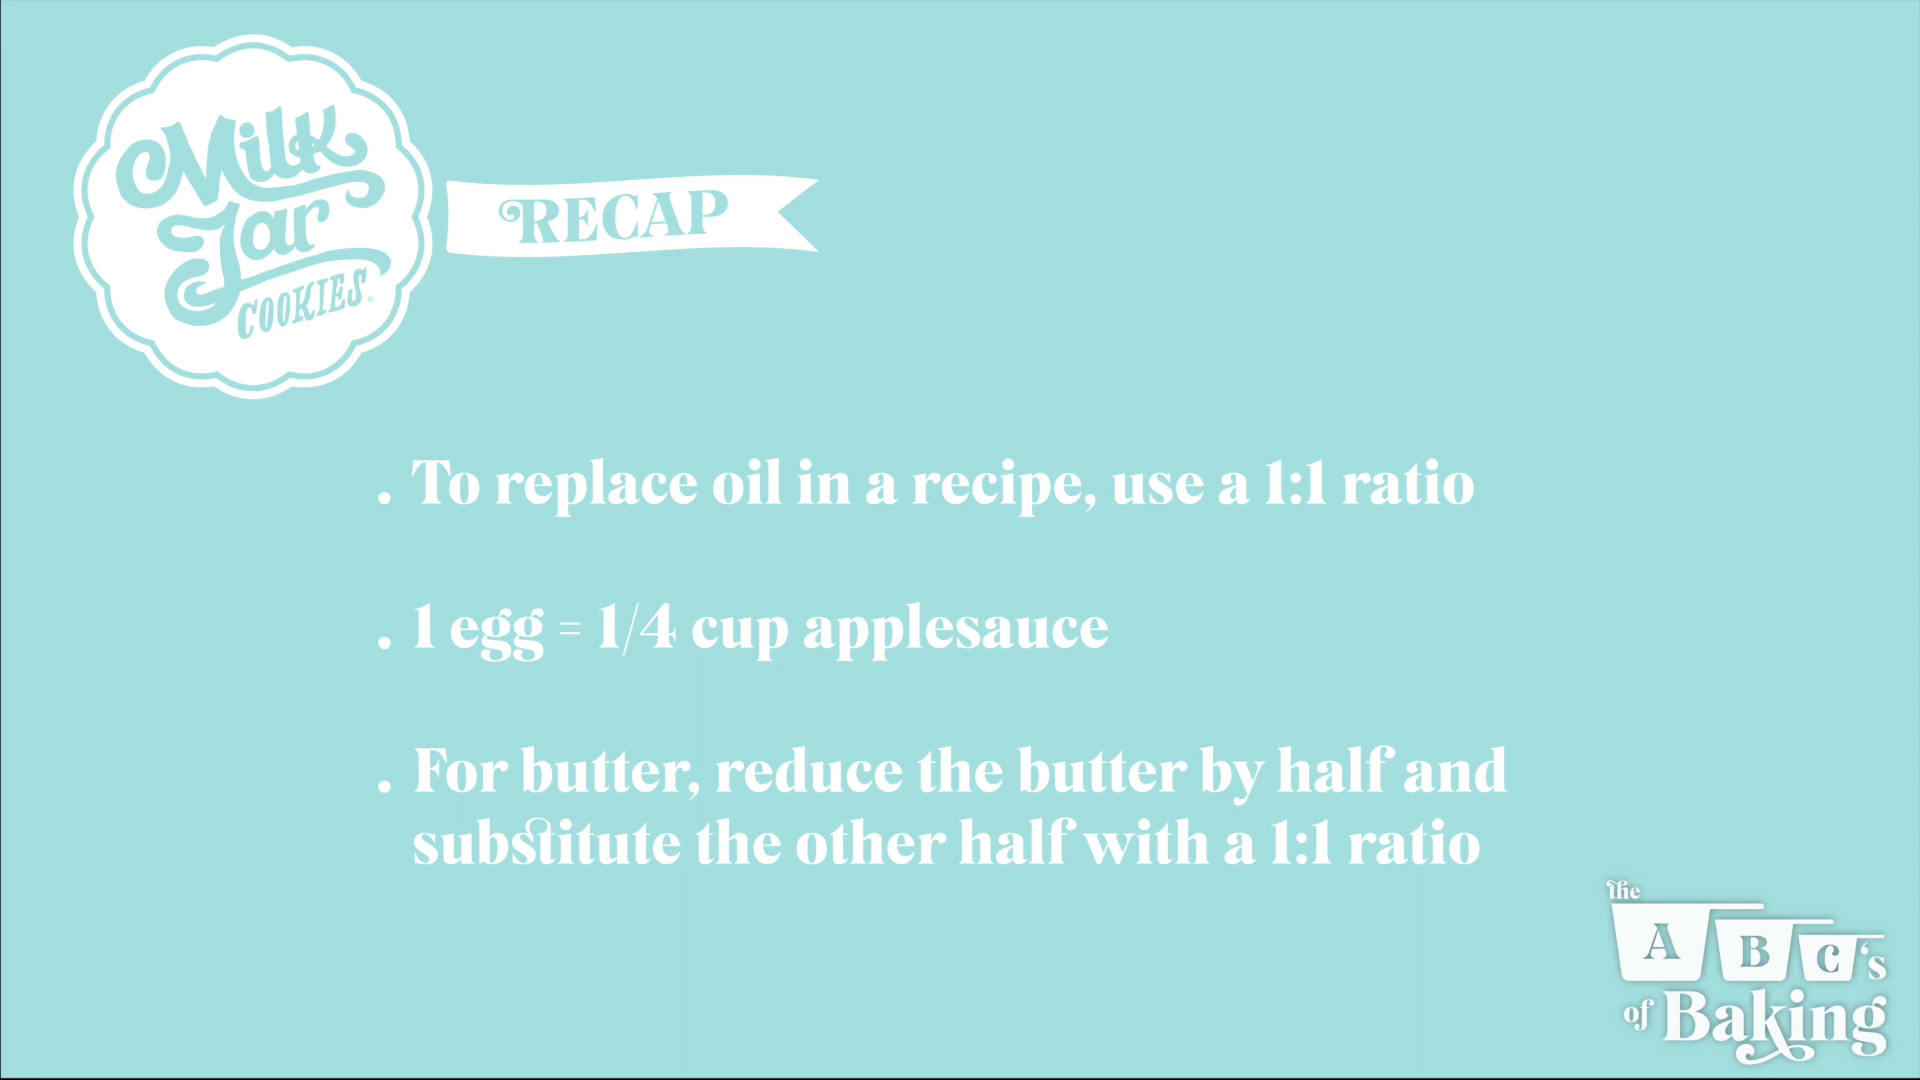 Milk
Jar
COOKIES®
RECAP
. To replace oil in a recipe, use a 1:1 ratio
. 1 egg = 1/4 cup applesauce
. For butter, reduce the butter by half and
substitute the other half with a 1:1 ratio
the
A B C's
of Baking